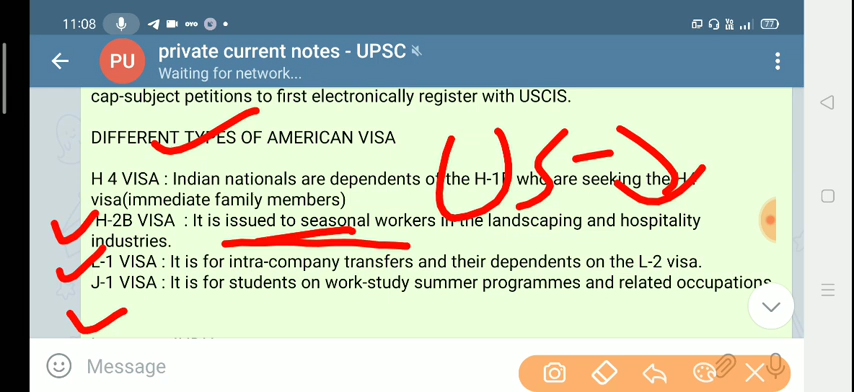 11:08
OYO
77
PU
private current notes - UPSC
Waiting for network...
cap-subject petitions to first electronically register with USCIS.
DIFFERENT TYPES OF AMERICAN VISA
H 4 VISA : Indian nationals are dependents of the H-1B who are seeking the H4
visa(immediate family members)
H-2B VISA : It is issued to seasonal workers in the landscaping and hospitality
industries.
L-1 VISA : It is for intra-company transfers and their dependents on the L-2 visa.
J-1 VISA : It is for students on work-study summer programmes and related occupations
US
Message